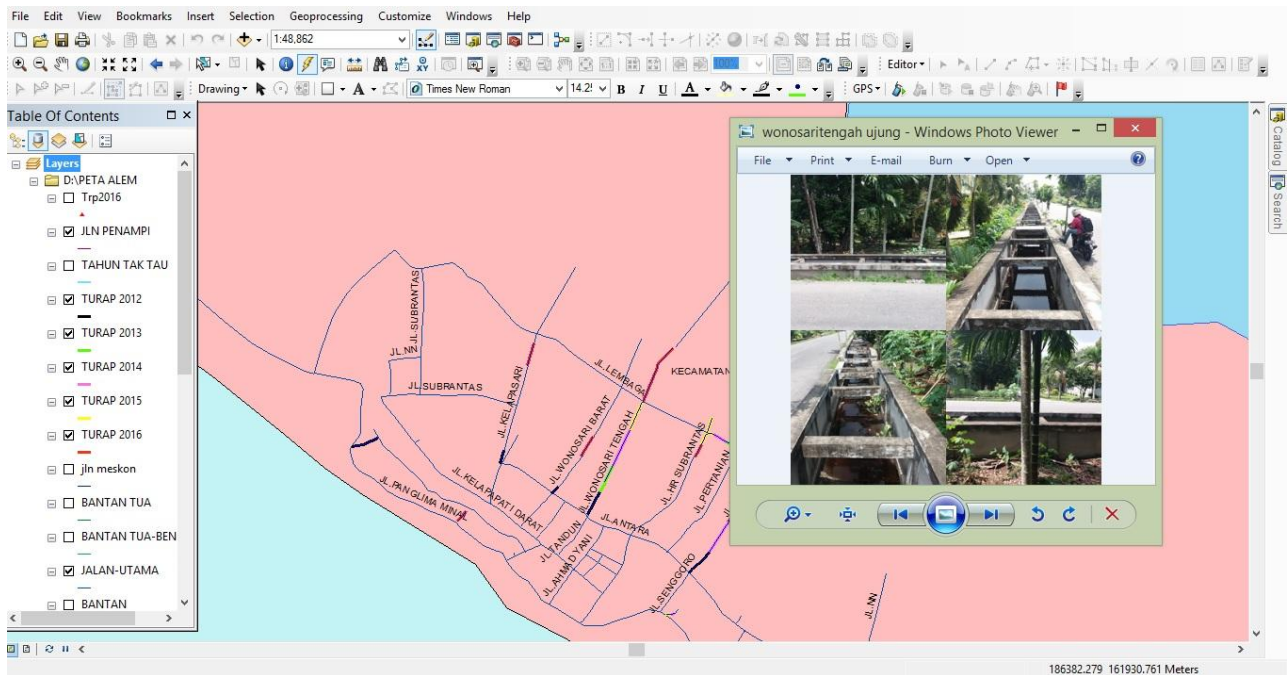 File Edit View Bookmarks Insert Selection Geoprocessing Customize Windows Help
1:48,862
100%
Editor
Drawing
A
Times New Roman
14.2
B I U A
GPS
Table Of Contents
Layers
D:\PETA ALEM
Trp2016
JLN PENAMPI
TAHUN TAK TAU
TURAP 2012
TURAP 2013
TURAP 2014
TURAP 2015
TURAP 2016
jln meskon
BANTAN TUA
BANTAN TUA-BEN
JALAN-UTAMA
BANTAN
JL.SUBRANTAS
JL.NN
JL.SUBRANTAS
JL.KELAPASARI
JL.LEMBAGA
KECAMATAN
JL.WONOSARI BARAT
JL.WONOSARI TENGAH
JL.HR SUBRANTAS
JL.PERTANIAN
JL.PANGLIMA MINAL
JL.KELAPAPATI DARAT
JL.ANTARA
JL.TANDUN
JL.AHMAD YANI
JL.SENGGORO
JL.NN
wonosaritengah ujung - Windows Photo Viewer
File Print E-mail Burn Open
Catalog
Search
186382.279 161930.761 Meters